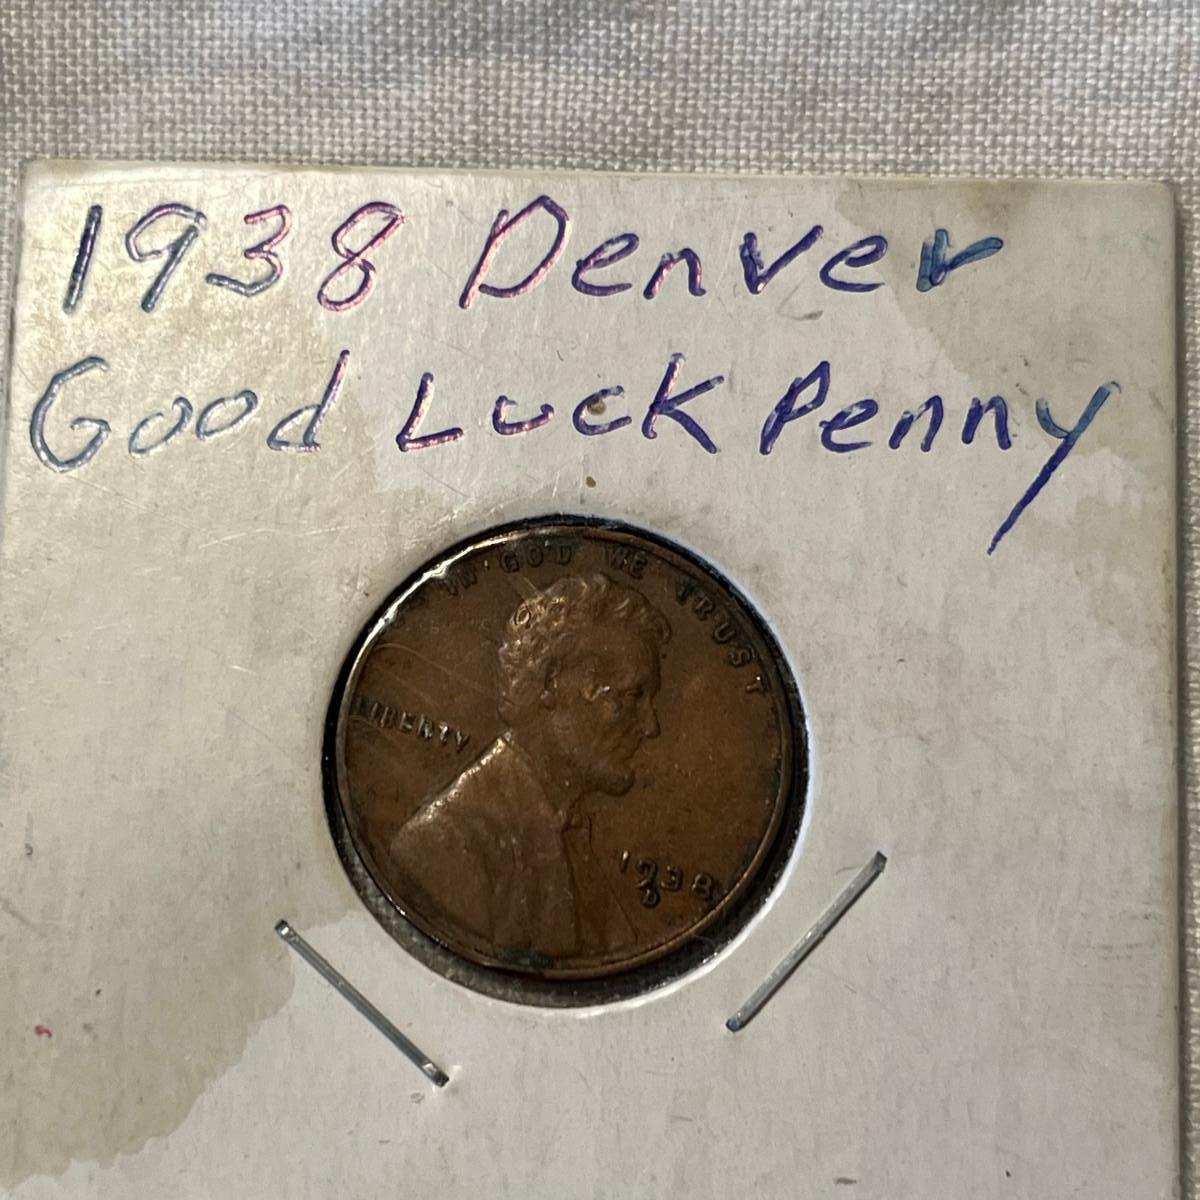 1938 Denver
Good Luck Penny
IN GOD WE TRUST
LIBERTY
1938
D